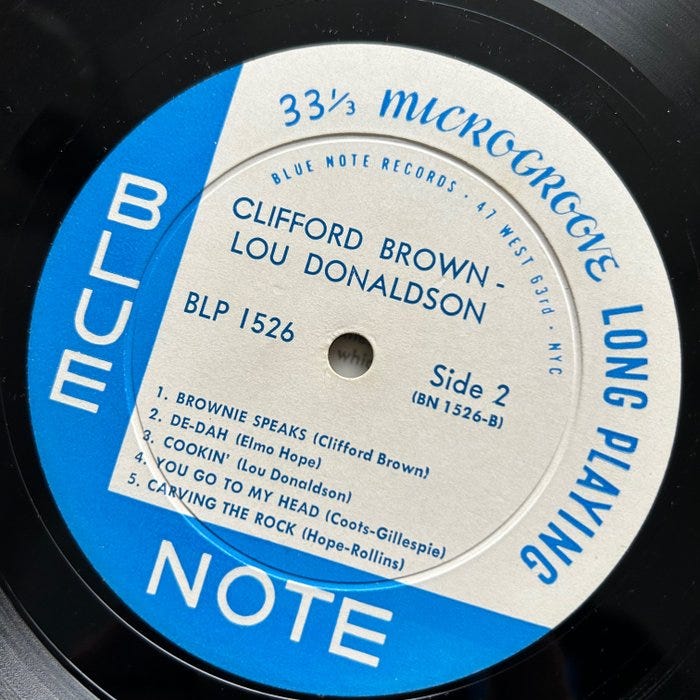 33⅓ MICROGROOVE LONG PLAYING
BLUE NOTE RECORDS · 47 WEST 63rd · NYC
CLIFFORD BROWN -
LOU DONALDSON
BLP 1526
Side 2
(BN 1526-B)
1. BROWNIE SPEAKS (Clifford Brown)
2. DE-DAH (Elmo Hope)
3. COOKIN' (Lou Donaldson)
4. YOU GO TO MY HEAD (Coots-Gillespie)
5. CARVING THE ROCK (Hope-Rollins)
BLUE
NOTE